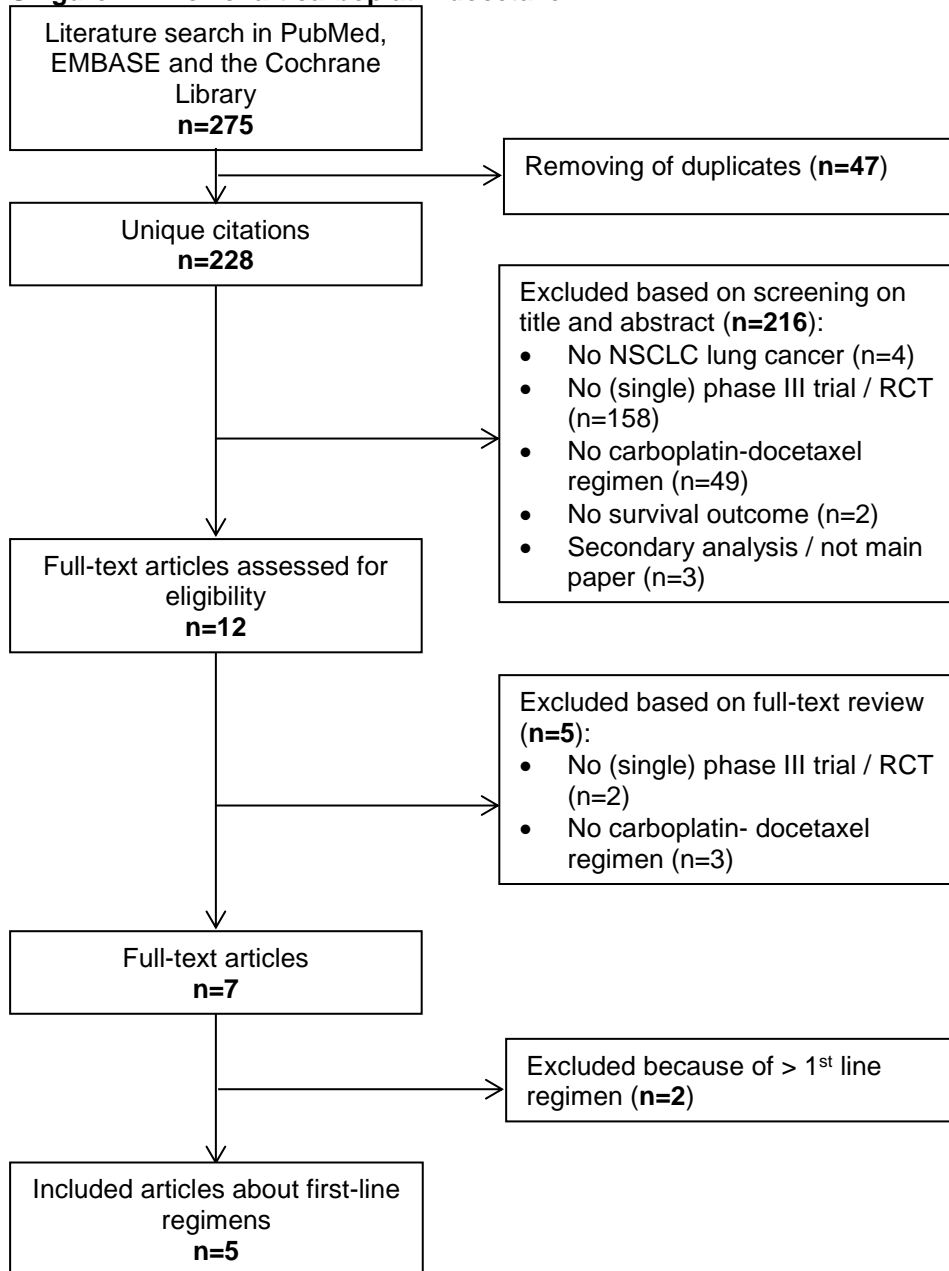 Literature search in PubMed,
EMBASE and the Cochrane
Library
n=275
Removing of duplicates (n=47)
Unique citations
n=228
Excluded based on screening on
title and abstract (n=216):
• No NSCLC lung cancer (n=4)
• No (single) phase III trial / RCT
(n=158)
• No carboplatin-docetaxel
regimen (n=49)
• No survival outcome (n=2)
• Secondary analysis / not main
paper (n=3)
Full-text articles assessed for
eligibility
n=12
Excluded based on full-text review
(n=5):
• No (single) phase III trial / RCT
(n=2)
• No carboplatin- docetaxel
regimen (n=3)
Full-text articles
n=7
Excluded because of > 1st line
regimen (n=2)
Included articles about first-line
regimens
n=5